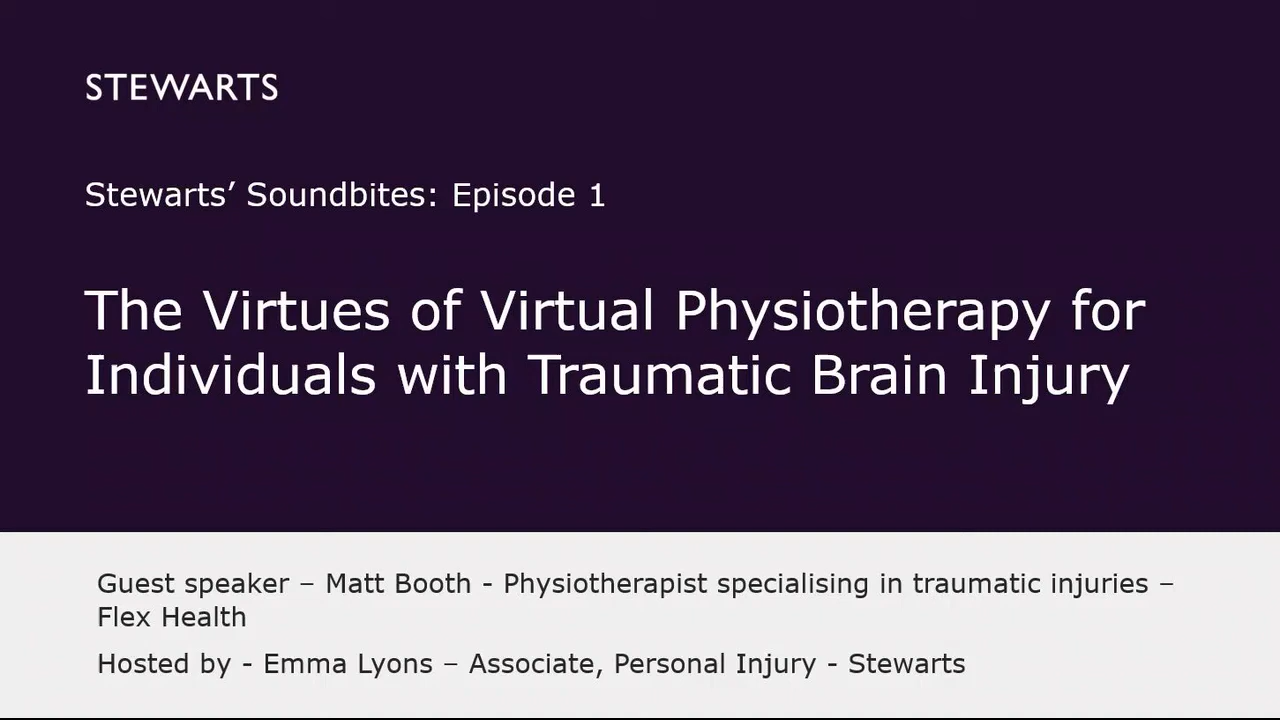 STEWARTS
Stewarts’ Soundbites: Episode 1
The Virtues of Virtual Physiotherapy for
Individuals with Traumatic Brain Injury
Guest speaker – Matt Booth - Physiotherapist specialising in traumatic injuries –
Flex Health
Hosted by - Emma Lyons – Associate, Personal Injury - Stewarts